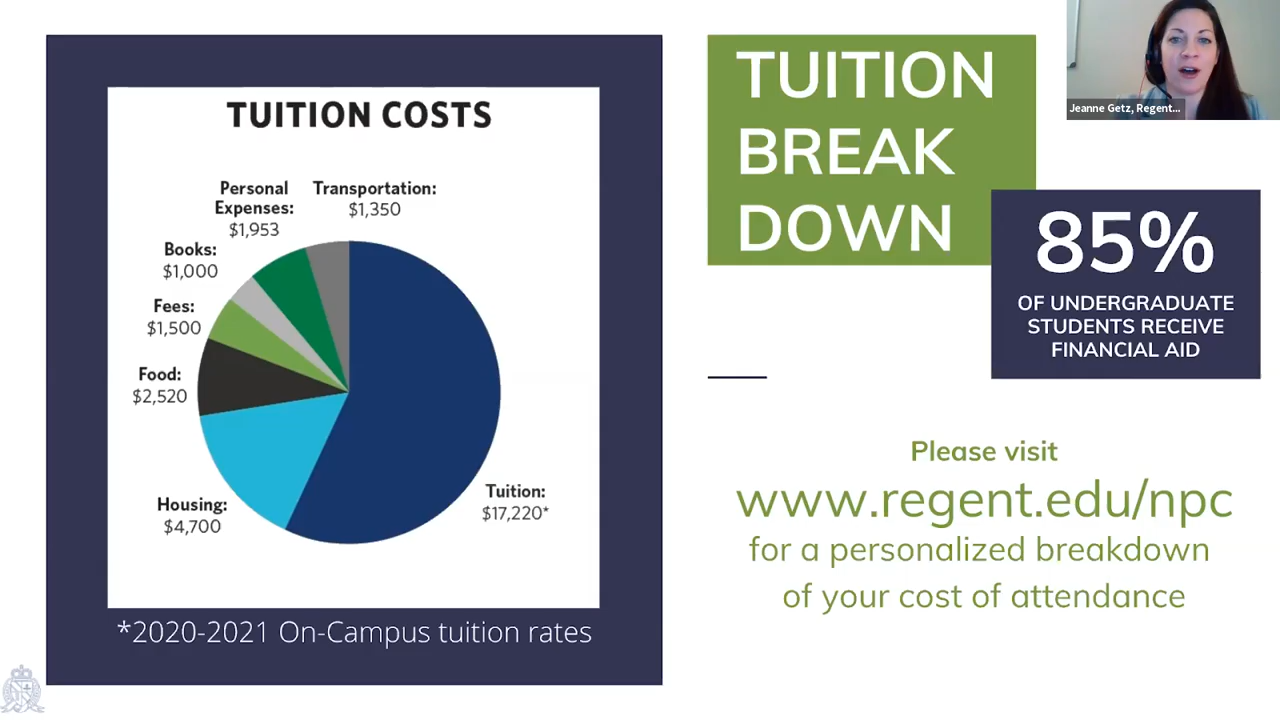 TUITION COSTS
Personal
Expenses:
$1,953
Transportation:
$1,350
Books:
$1,000
Fees:
$1,500
Food:
$2,520
Housing:
$4,700
Tuition:
$17,220*
*2020-2021 On-Campus tuition rates
TUITION
BREAK
DOWN
85%
OF UNDERGRADUATE
STUDENTS RECEIVE
FINANCIAL AID
Please visit
www.regent.edu/npc
for a personalized breakdown
of your cost of attendance
Jeanne Getz, Regent...